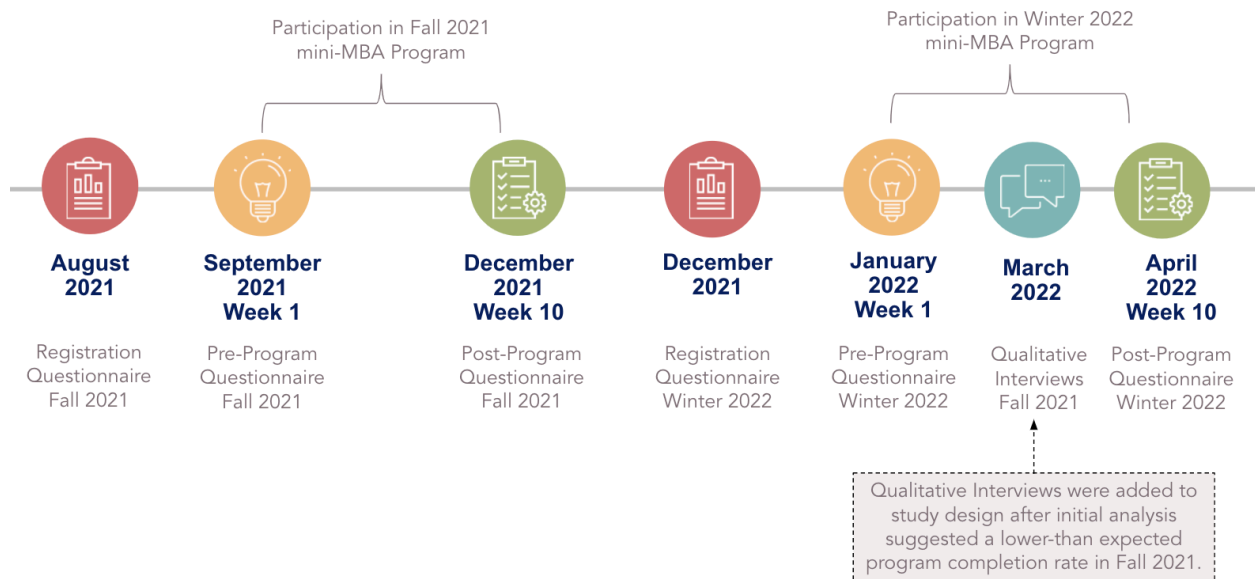 Participation in Fall 2021
mini-MBA Program
Participation in Winter 2022
mini-MBA Program
August
2021
September
2021
Week 1
December
2021
Week 10
December
2021
January
2022
Week 1
March
2022
April
2022
Week 10
Registration
Questionnaire
Fall 2021
Pre-Program
Questionnaire
Fall 2021
Post-Program
Questionnaire
Fall 2021
Registration
Questionnaire
Winter 2022
Pre-Program
Questionnaire
Winter 2022
Qualitative
Interviews
Fall 2021
Post-Program
Questionnaire
Winter 2022
Qualitative Interviews were added to
study design after initial analysis
suggested a lower-than expected
program completion rate in Fall 2021.